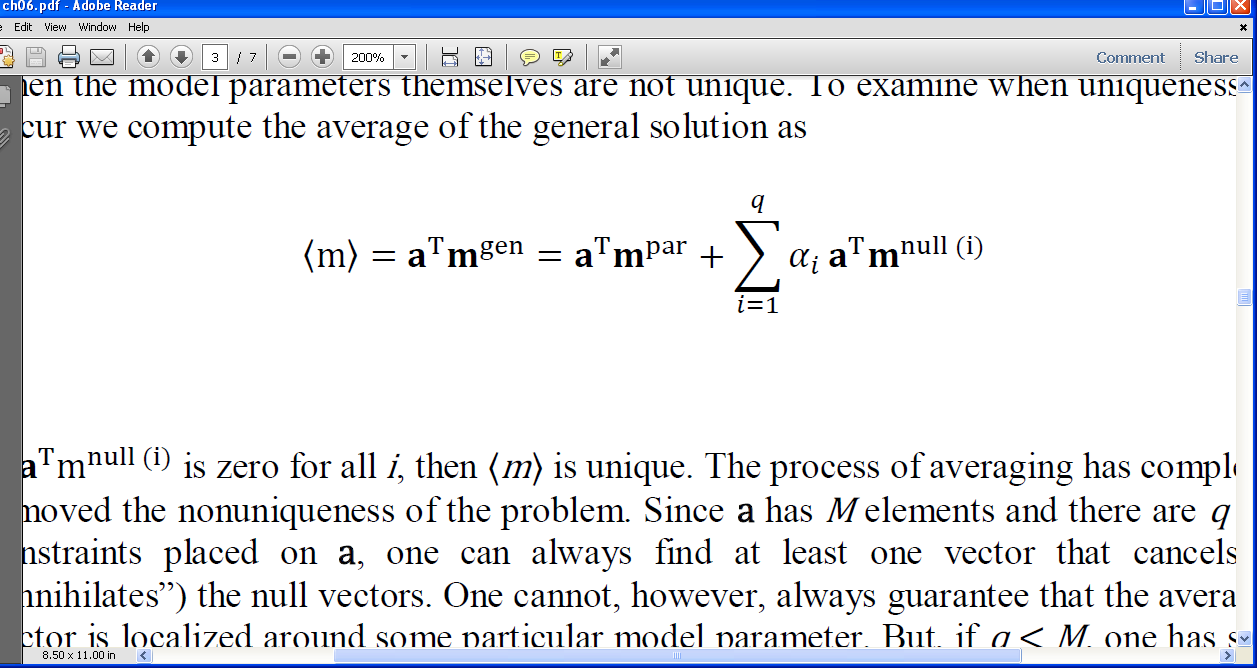 ch06.pdf - Adobe Reader
Edit View Window Help
3 / 7 200% Comment Share
the model parameters themselves are not unique. To examine when uniqueness
cur we compute the average of the general solution as
⟨m⟩ = aᵀmᵍᵉⁿ = aᵀmᵖᵃʳ + ∑_{i=1}^{q} αᵢ aᵀm^{null (i)}
aᵀm^{null (i)} is zero for all i, then ⟨m⟩ is unique. The process of averaging has compl
moved the nonuniqueness of the problem. Since a has M elements and there are q
nstraints placed on a, one can always find at least one vector that cancels
nnihilates”) the null vectors. One cannot, however, always guarantee that the avera
ctor is localized around some particular model parameter. But, if q < M, one has s
8.50 x 11.00 in